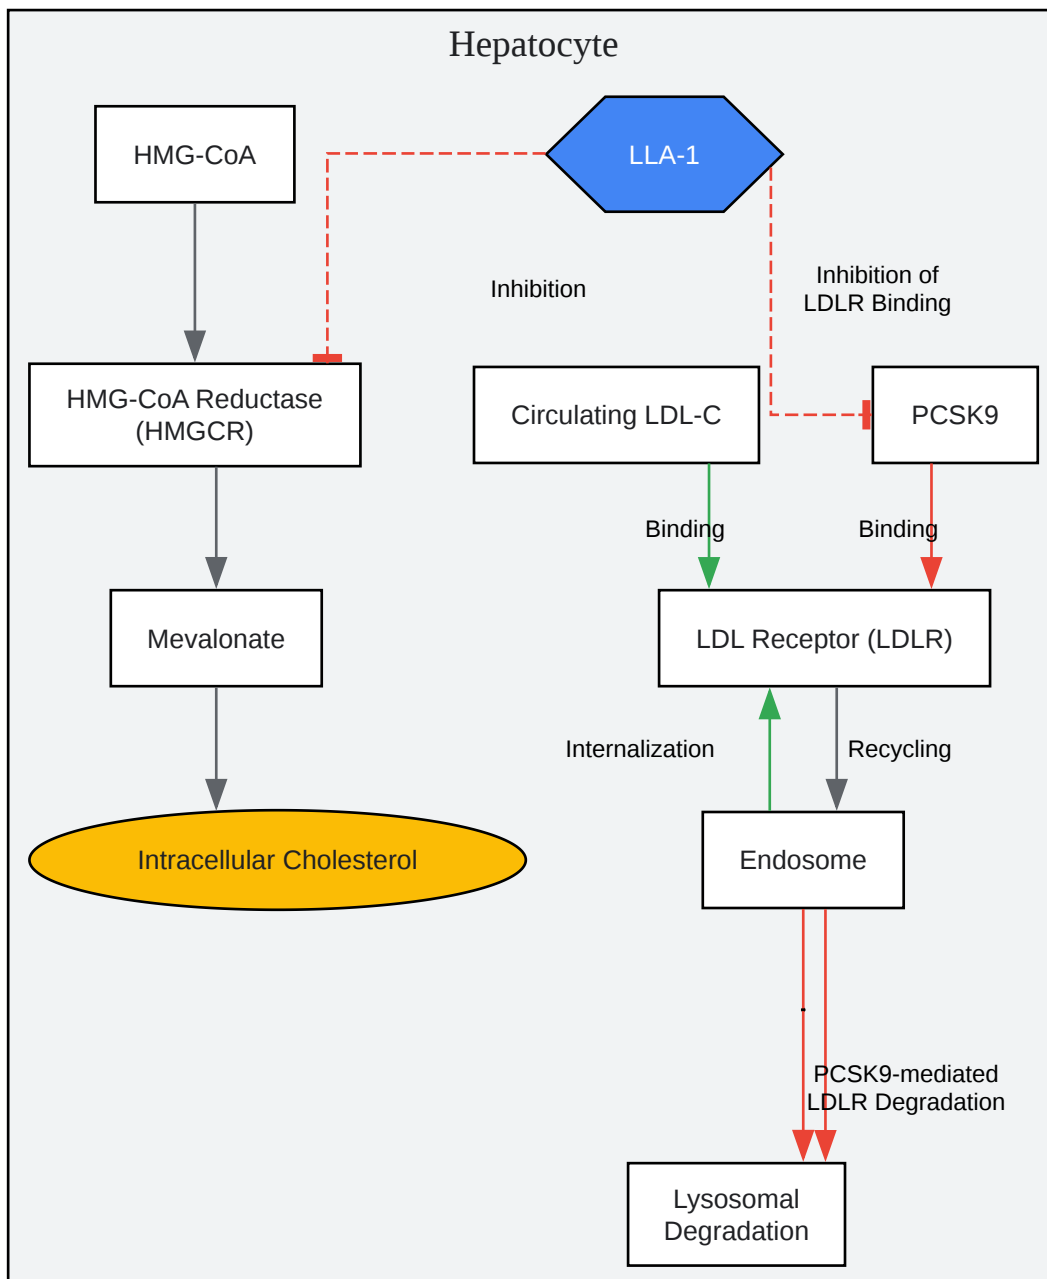 Hepatocyte
HMG-CoA
LLA-1
Inhibition
Inhibition of
LDLR Binding
HMG-CoA Reductase
(HMGCR)
Circulating LDL-C
PCSK9
Binding
Binding
Mevalonate
LDL Receptor (LDLR)
Internalization
Recycling
Intracellular Cholesterol
Endosome
PCSK9-mediated
LDLR Degradation
Lysosomal
Degradation